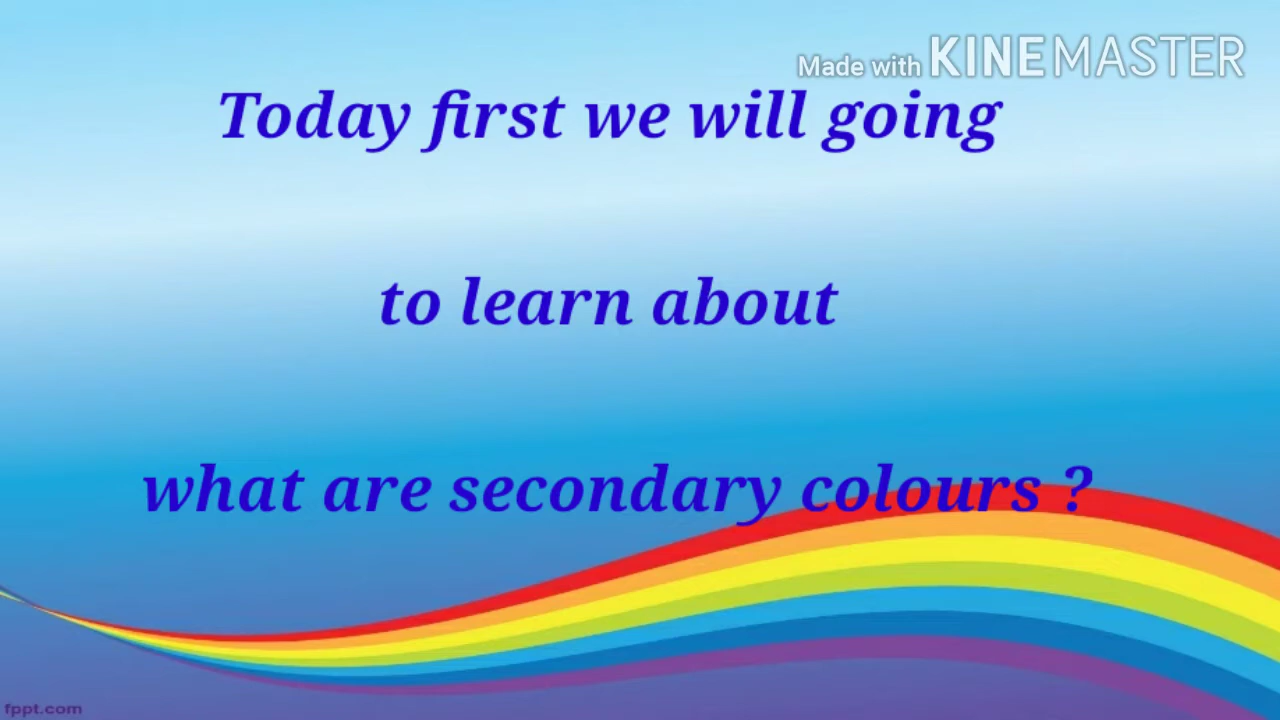 Made with KINEMASTER
Today first we will going
to learn about
what are secondary colours ?
fppt.com